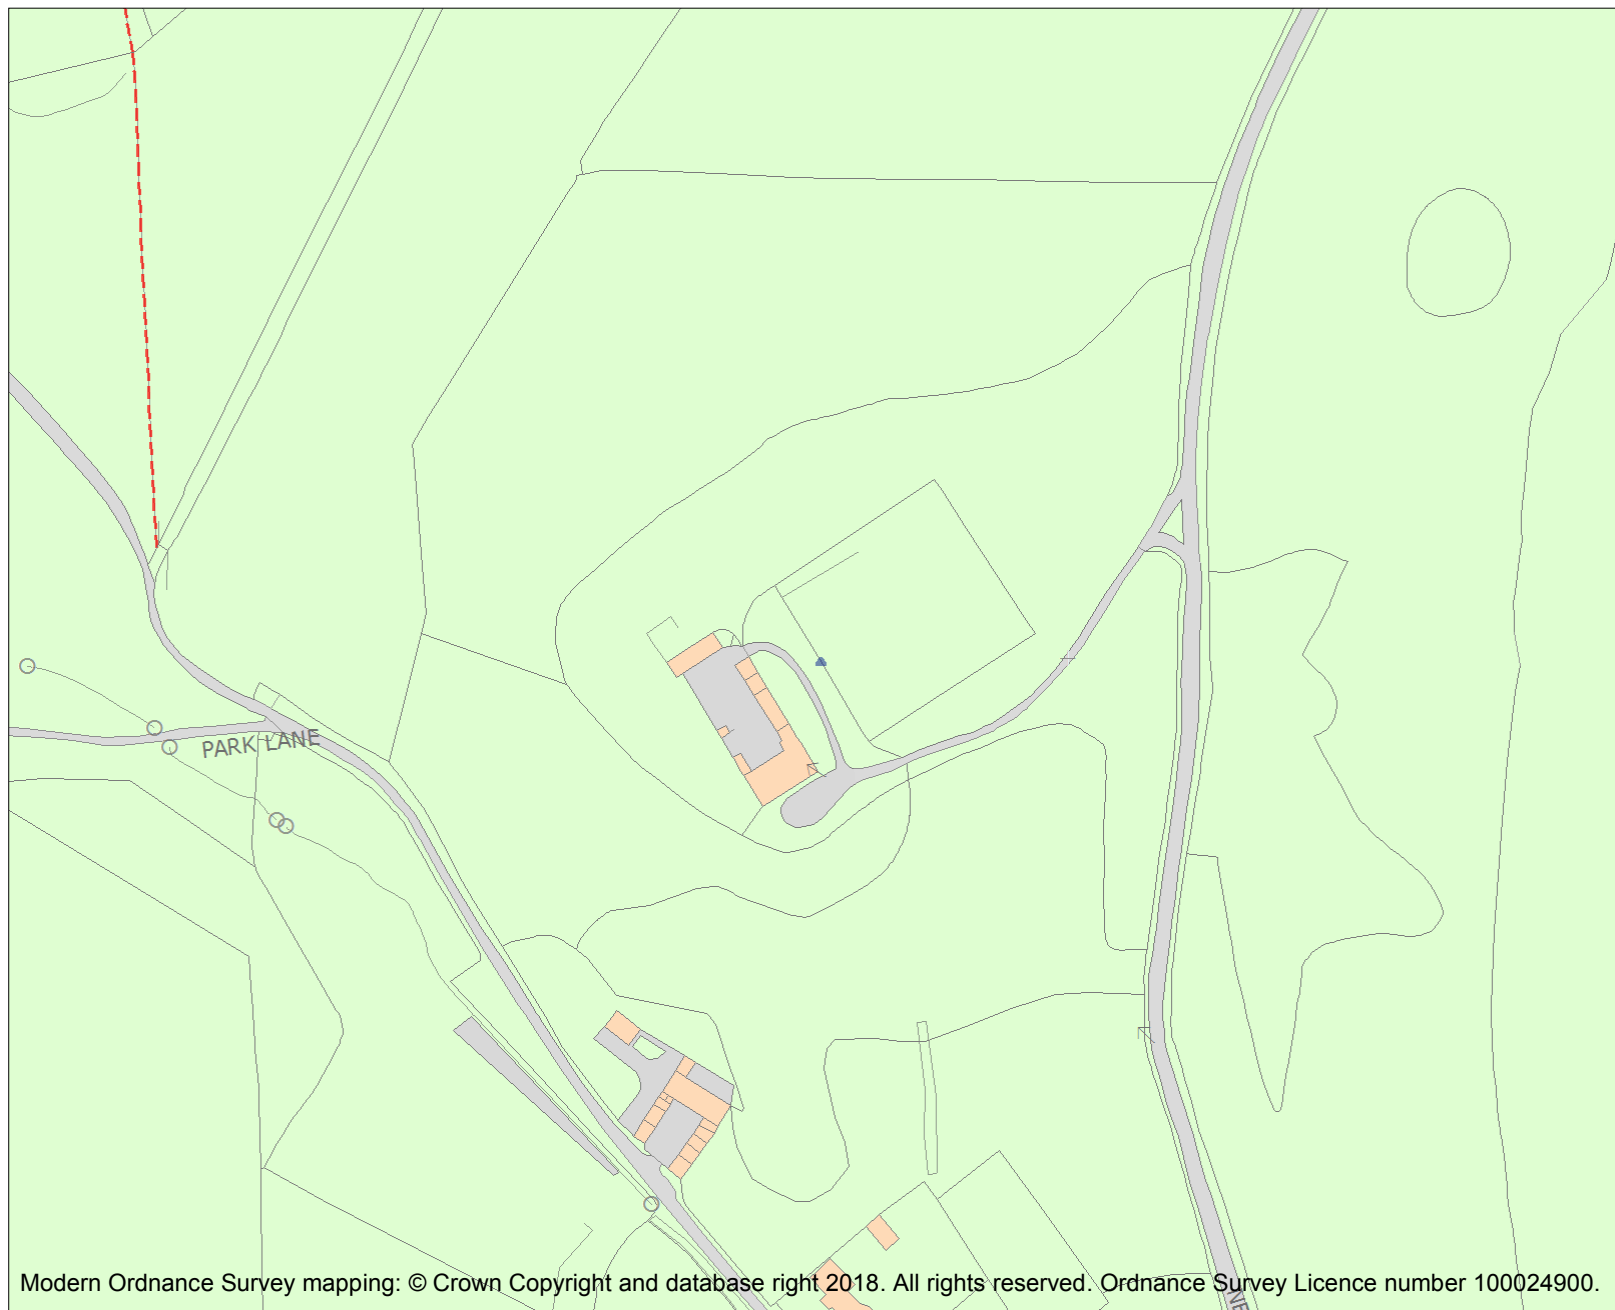 PARK LANE
Modern Ordnance Survey mapping: © Crown Copyright and database right 2018. All rights reserved. Ordnance Survey Licence number 100024900.